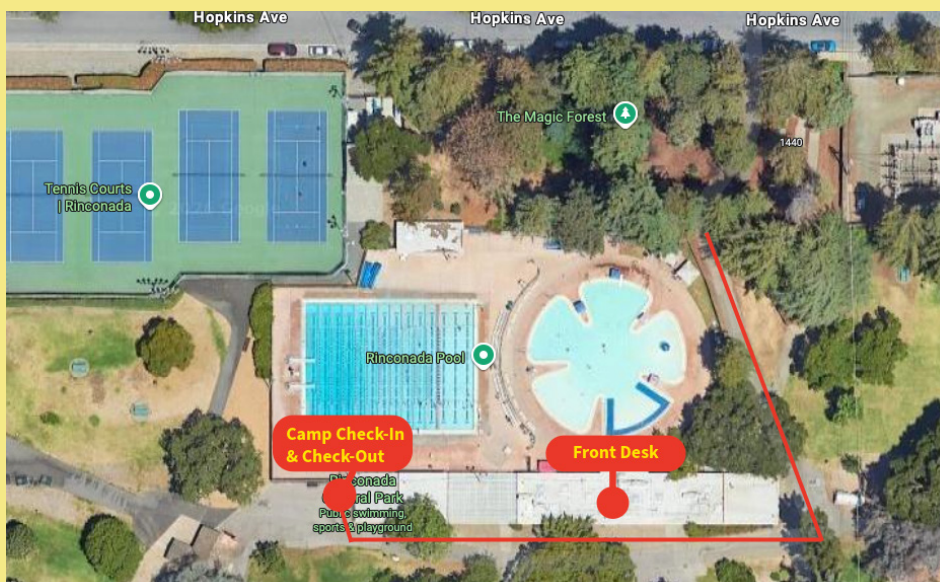 Hopkins Ave
Hopkins Ave
Hopkins Ave
The Magic Forest
1440
Tennis Courts
| Rinconada
Rinconada Pool
Camp Check-In
& Check-Out
Front Desk
Park
Public swimming,
sports & playground